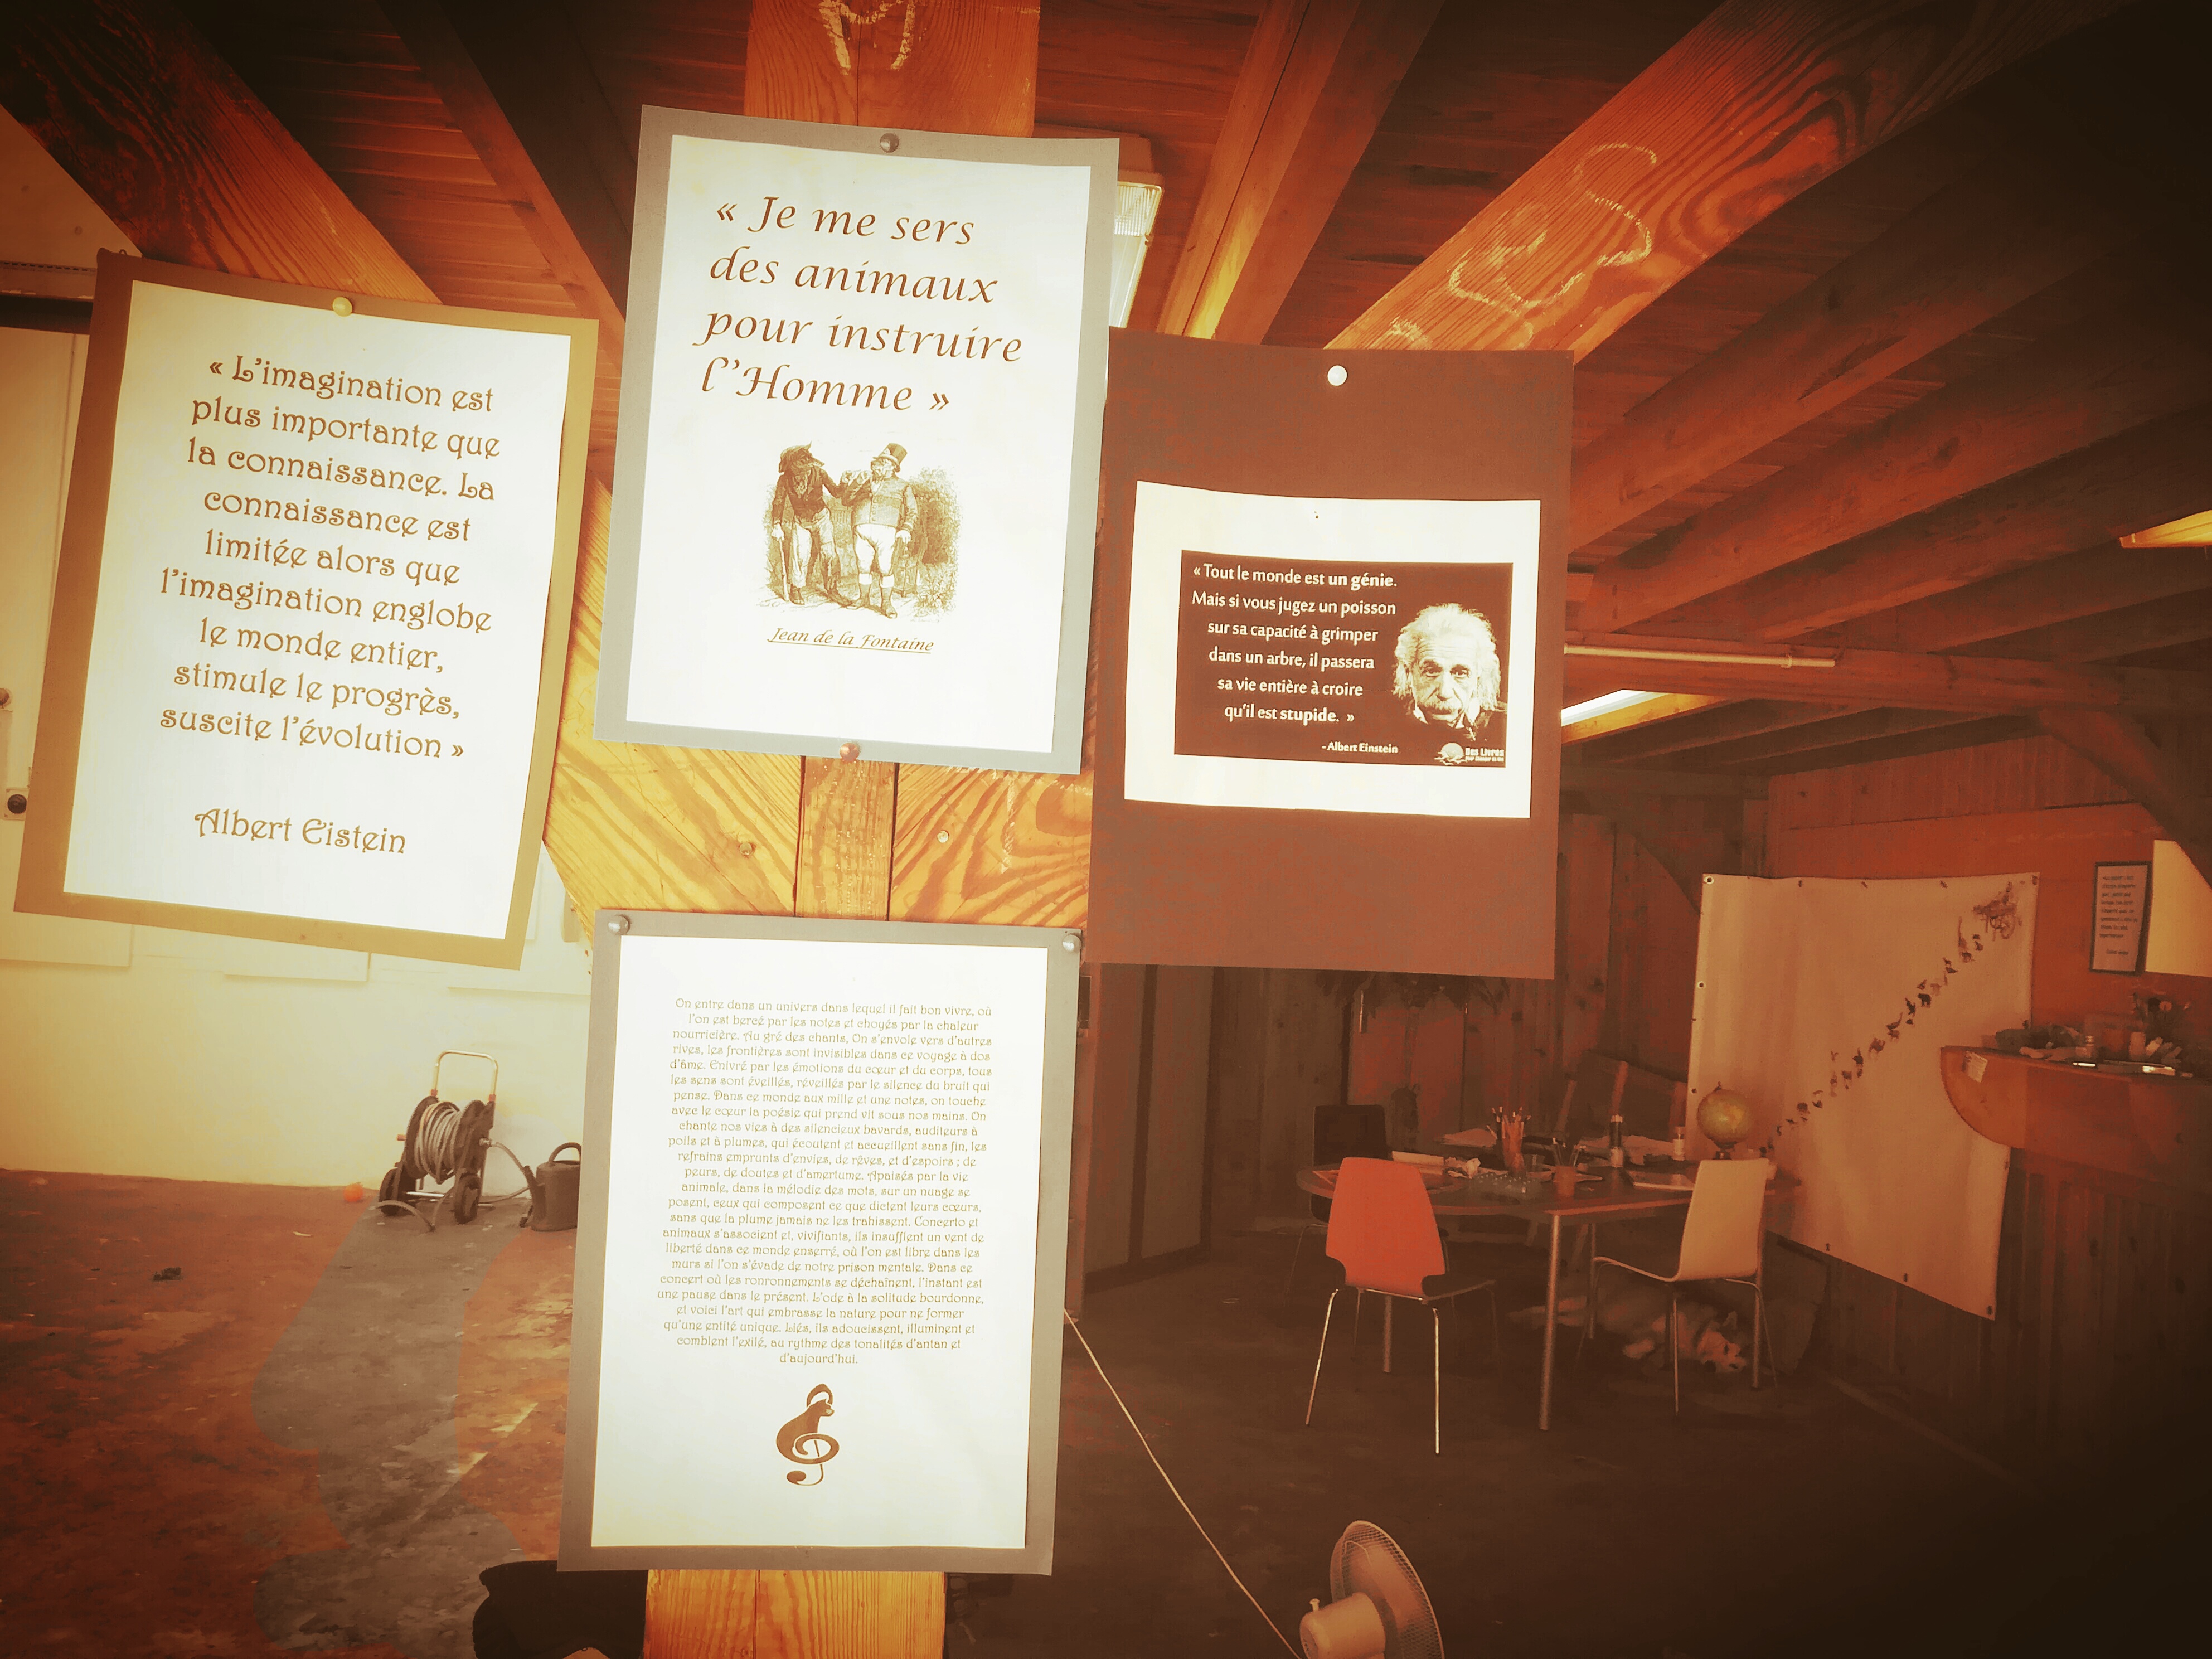 « L'imagination est
plus importante que
la connaissance. La
connaissance est
limitée alors que
l'imagination englobe
le monde entier,
stimule le progrès,
suscite l'évolution »
Albert Eistein
« Je me sers
des animaux
pour instruire
l'Homme »
Jean de la Fontaine
« Tout le monde est un génie.
Mais si vous jugez un poisson
sur sa capacité à grimper
dans un arbre, il passera
sa vie entière à croire
qu'il est stupide. »
- Albert Einstein
Des Livres
On entre dans un univers dans lequel il fait bon vivre, où
l'on est bercé par les notes et choyés par la chaleur
nourricière. Au gré des chants, On s'envole vers d'autres
rives, les frontières sont invisibles dans ce voyage à dos
d'âme. Enivré par les émotions du cœur et du corps, tous
les sens sont éveillés, réveillés par le silence du bruit qui
pense. Dans ce monde aux mille et une notes, on touche
avec le cœur la poésie qui prend vit sous nos mains. On
chante nos vies à des silencieux bavards, auditeurs à
poils et à plumes, qui écoutent et accueillent sans fin, les
refrains emprunts d'envies, de rêves, et d'espoirs ; de
peurs, de doutes et d'amertume. Apaisés par la vie
animale, dans la mélodie des mots, sur un nuage se
posent, ceux qui composent ce que dictent leurs cœurs,
sans que la plume jamais ne les trahissent. Concerto et
animaux s'associent et, vivifiants, ils insufflent un vent de
liberté dans ce monde enserré, où l'on est libre dans les
murs si l'on s'évade de notre prison mentale. Dans ce
concert où les ronronnements se déchaînent, l'instant est
une pause dans le présent. L'ode à la solitude bourdonne,
et voici l'art qui embrasse la nature pour ne former
qu'une entité unique. Liés, ils adoucissent, illuminent et
comblent l'exilé, au rythme des tonalités d'antan et
d'aujourd'hui.